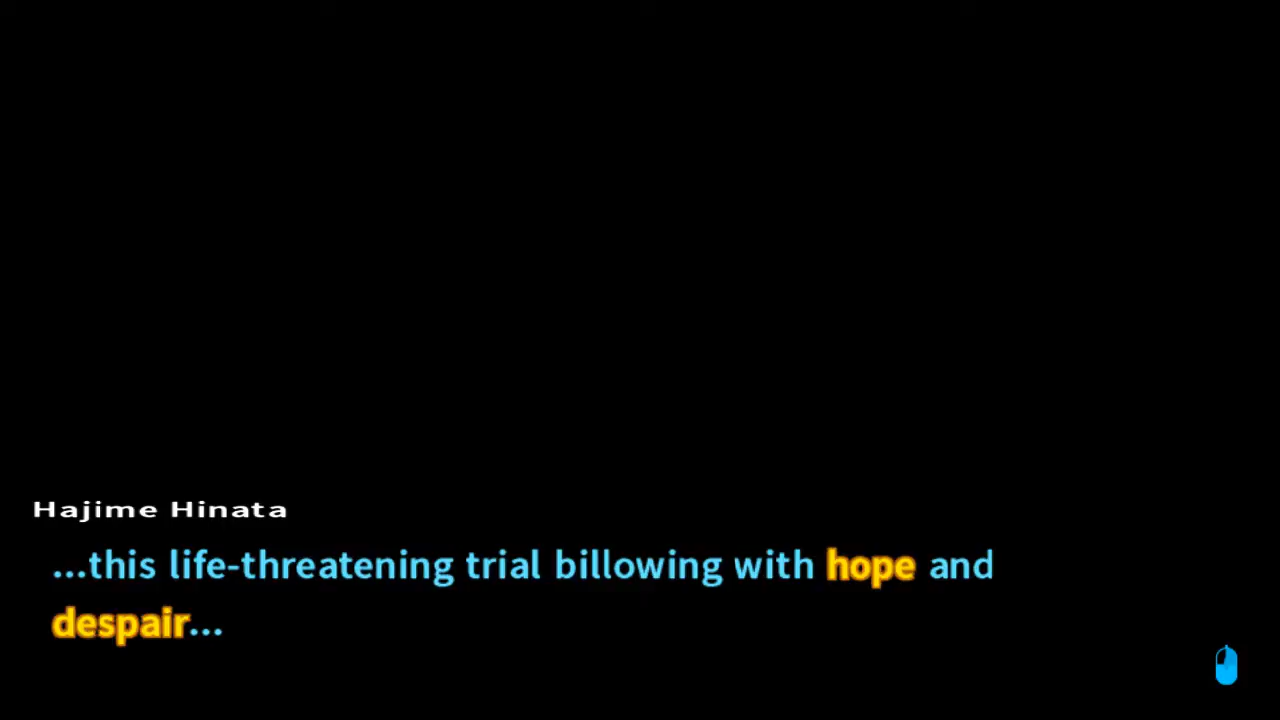 Hajime Hinata
...this life-threatening trial billowing with hope and
despair...